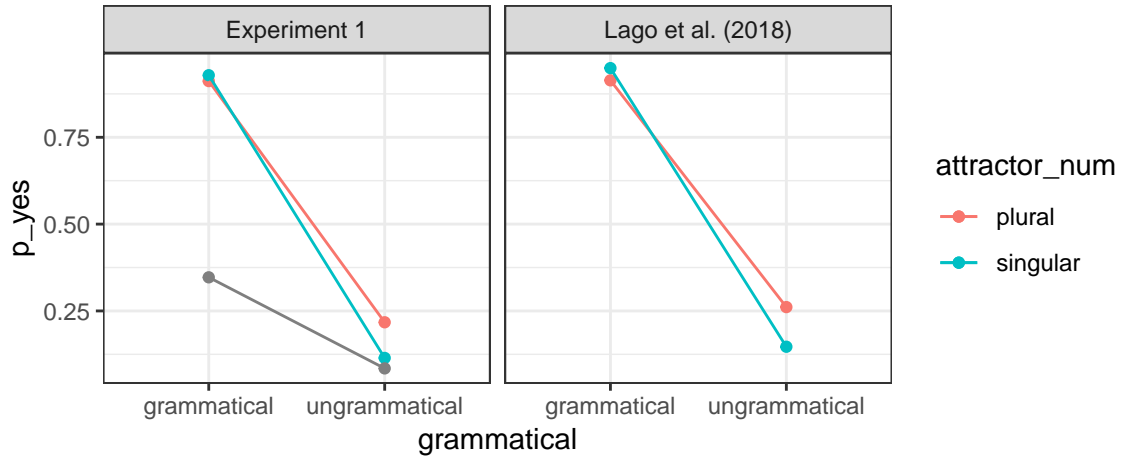 Experiment 1
Lago et al. (2018)
p_yes
0.75
0.50
0.25
grammatical
ungrammatical
grammatical
ungrammatical
grammatical
attractor_num
plural
singular